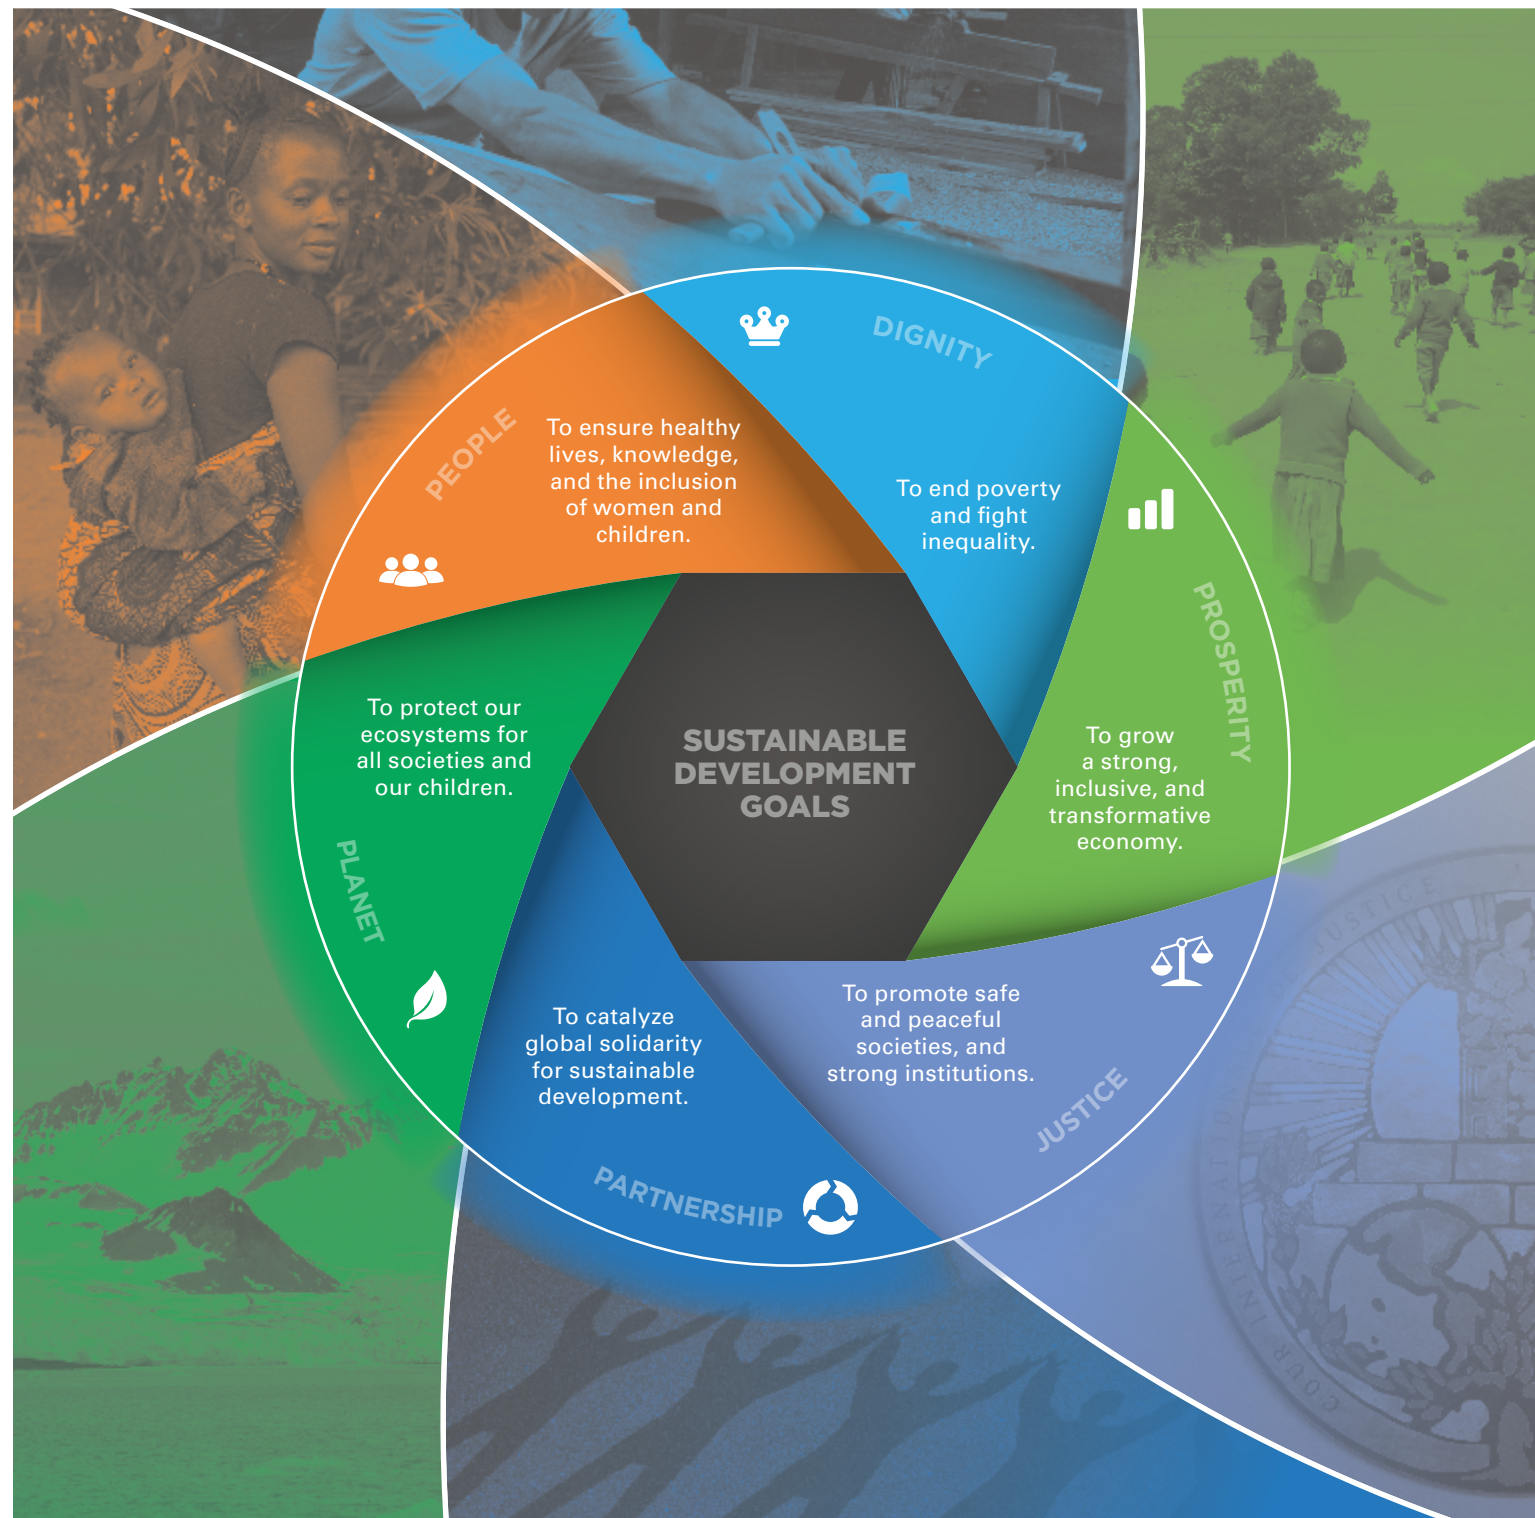 DIGNITY
To end poverty
and fight
inequality.
PROSPERITY
To grow
a strong,
inclusive, and
transformative
economy.
JUSTICE
To promote safe
and peaceful
societies, and
strong institutions.
PARTNERSHIP
To catalyze
global solidarity
for sustainable
development.
PLANET
To protect our
ecosystems for
all societies and
our children.
PEOPLE
To ensure healthy
lives, knowledge,
and the inclusion
of women and
children.
SUSTAINABLE
DEVELOPMENT
GOALS
JUSTICE
COUR